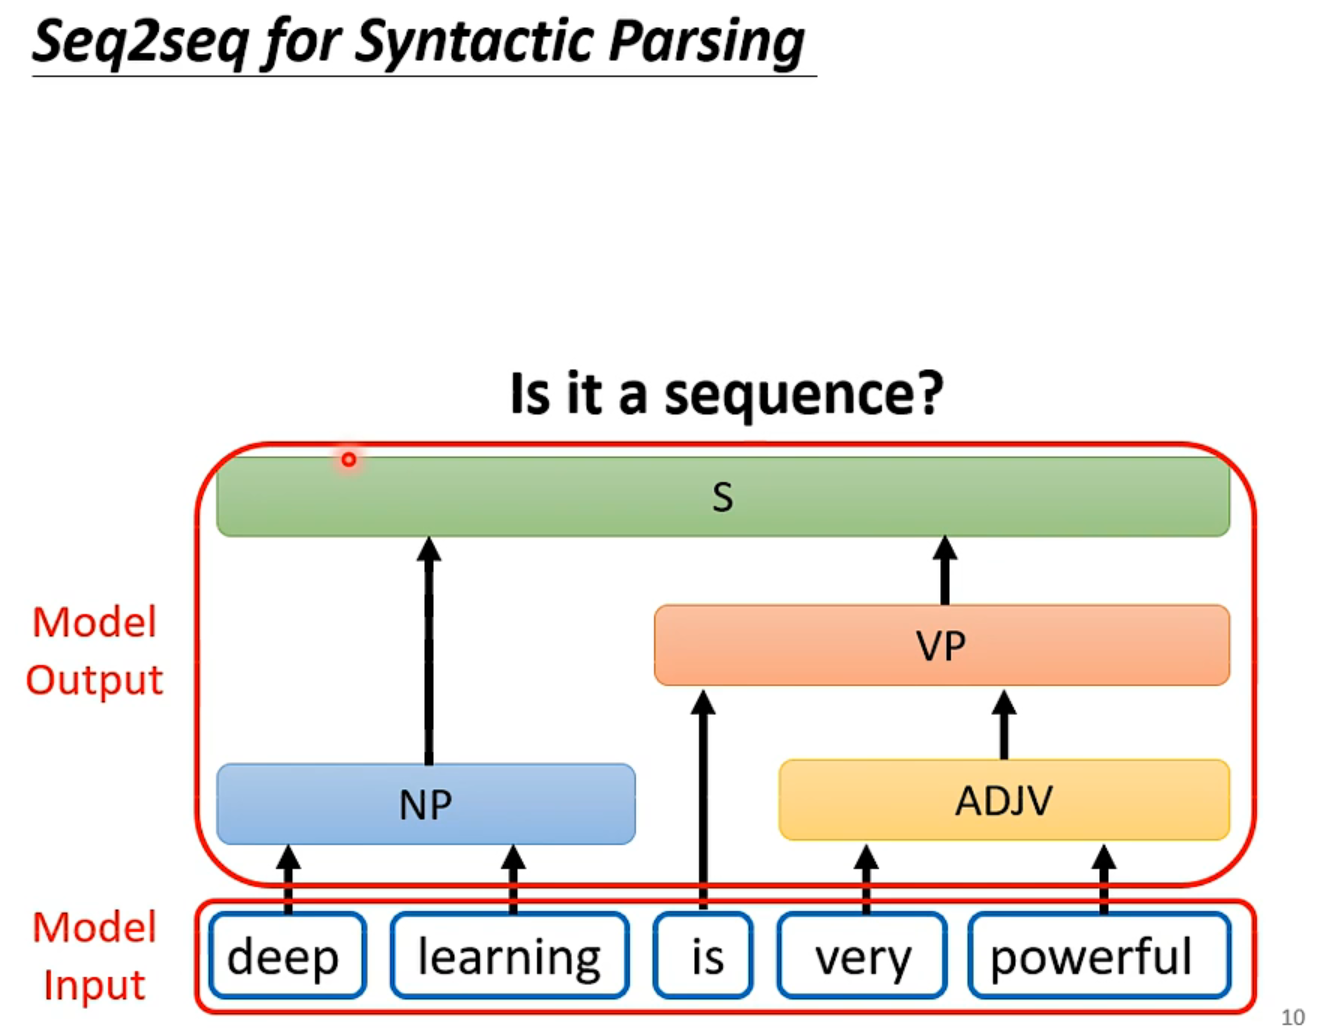 Seq2seq for Syntactic Parsing
Is it a sequence?
S
Model
Output
VP
NP
ADJV
Model
Input
deep learning is very powerful
10